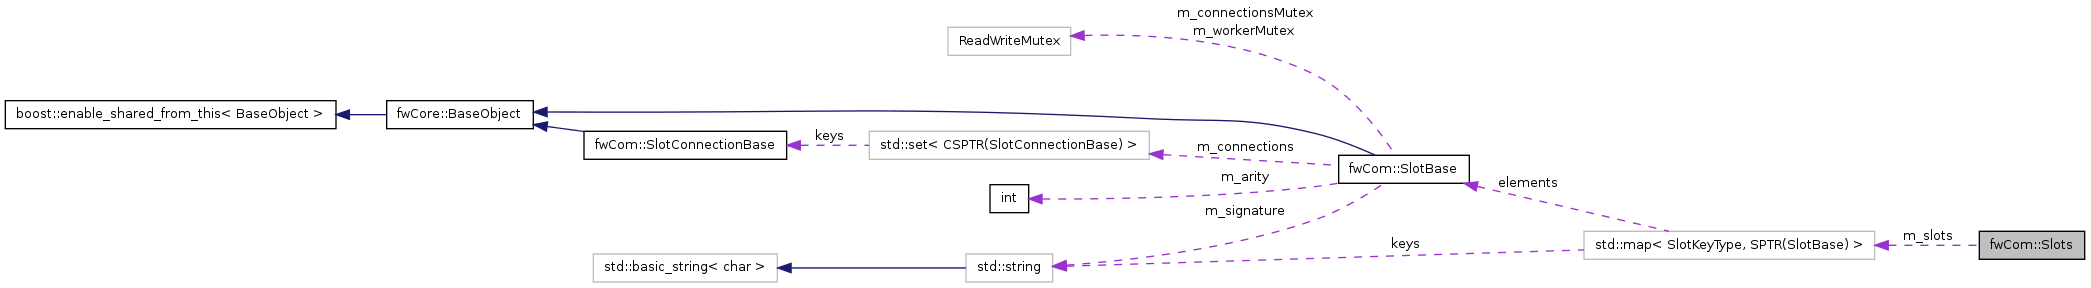 m_connectionsMutex
m_workerMutex
ReadWriteMutex
boost::enable_shared_from_this< BaseObject >
fwCore::BaseObject
keys
fwCom::SlotConnectionBase
std::set< CSPTR(SlotConnectionBase) >
m_connections
fwCom::SlotBase
m_arity
elements
int
m_signature
m_slots
keys
std::map< SlotKeyType, SPTR(SlotBase) >
fwCom::Slots
std::basic_string< char >
std::string